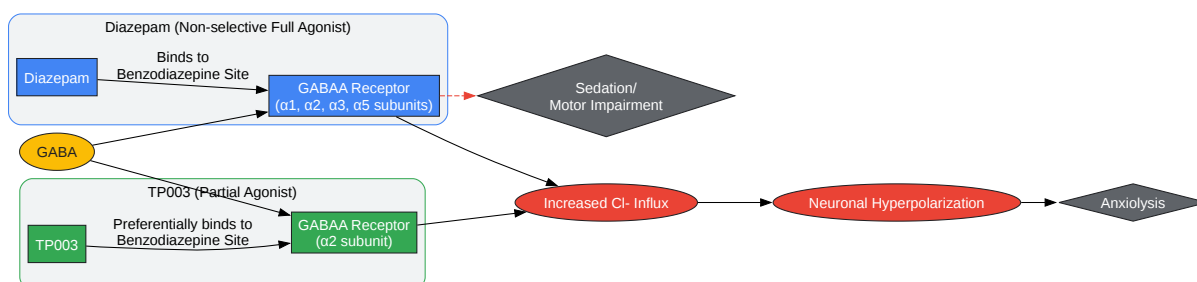 Diazepam (Non-selective Full Agonist)
Diazepam
Binds to
Benzodiazepine Site
GABAA Receptor
(α1, α2, α3, α5 subunits)
Sedation/
Motor Impairment
GABA
TP003 (Partial Agonist)
TP003
Preferentially binds to
Benzodiazepine Site
GABAA Receptor
(α2 subunit)
Increased Cl- Influx
Neuronal Hyperpolarization
Anxiolysis